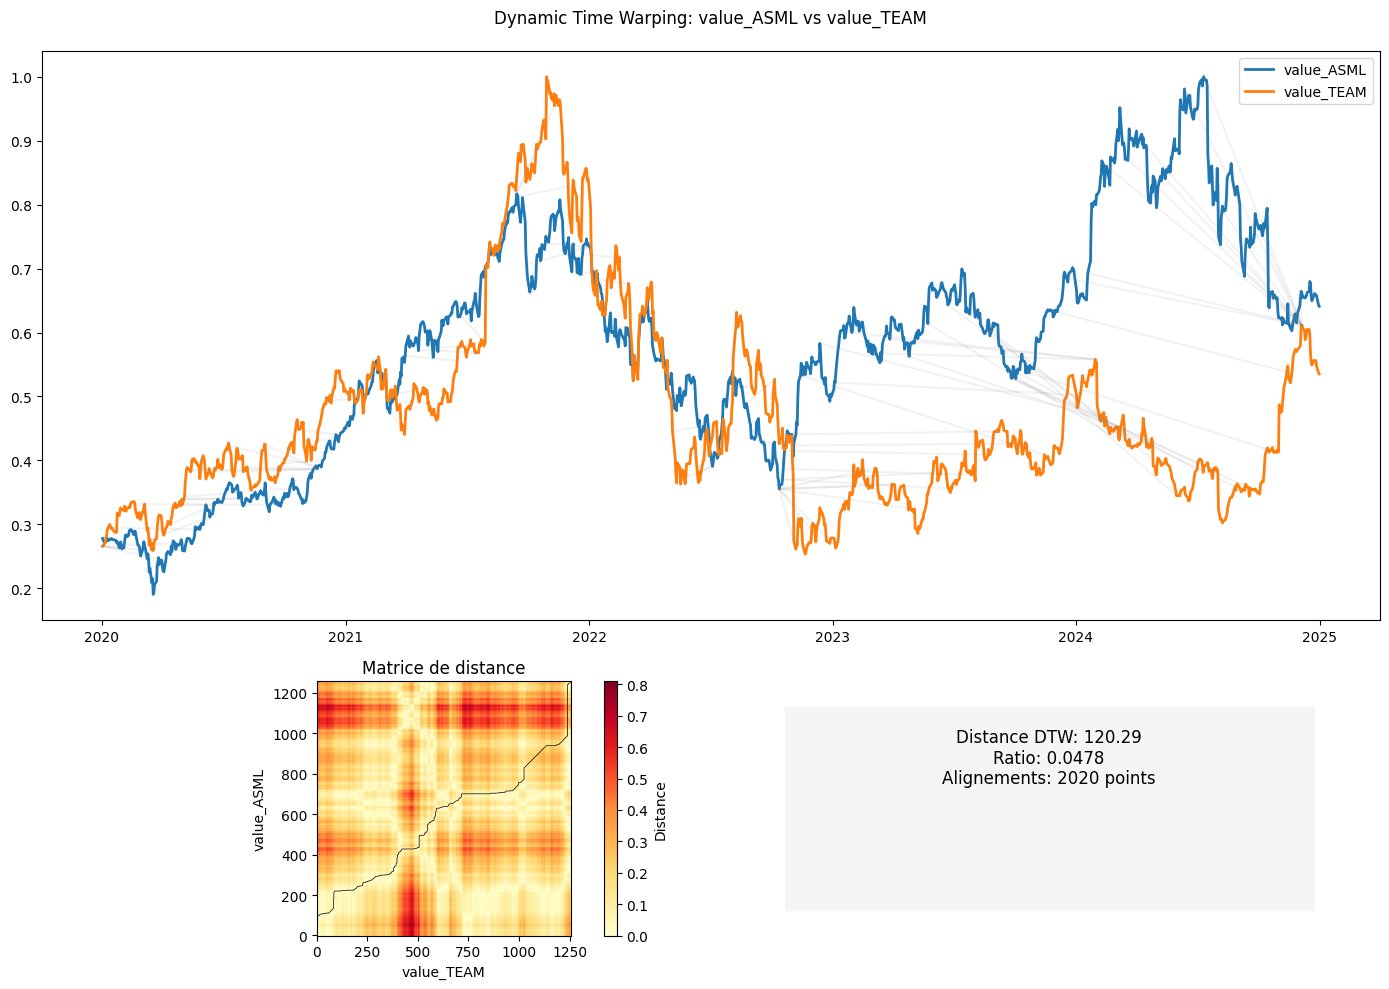 Dynamic Time Warping: value_ASML vs value_TEAM
value_ASML
value_TEAM
1.0
0.9
0.8
0.7
0.6
0.5
0.4
0.3
0.2
2020 2021 2022 2023 2024 2025
Matrice de distance
1200
1000
800
600
400
200
0
value_ASML
0 250 500 750 1000 1250
value_TEAM
0.8
0.7
0.6
0.5
0.4
0.3
0.2
0.1
0.0
Distance
Distance DTW: 120.29
Ratio: 0.0478
Alignements: 2020 points